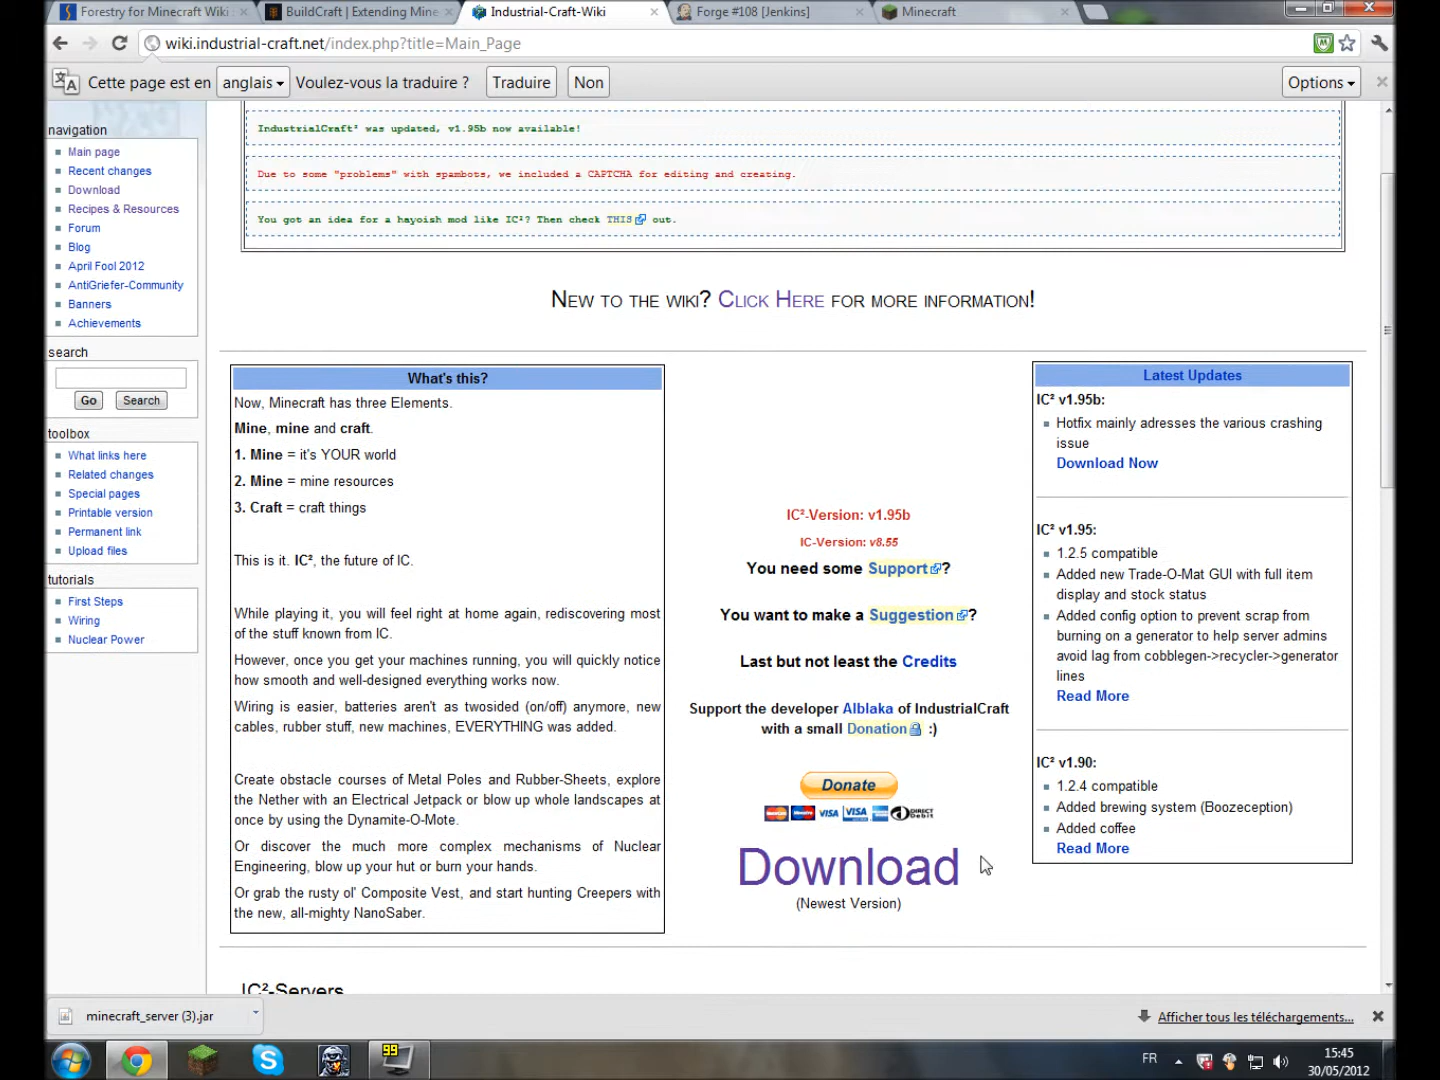 Forestry for Minecraft Wiki
BuildCraft | Extending Mine
Industrial-Craft-Wiki
Forge #108 [Jenkins]
Minecraft
wiki.industrial-craft.net/index.php?title=Main_Page
Cette page est en anglais Voulez-vous la traduire ? Traduire Non Options
navigation
Main page
Recent changes
Download
Recipes & Resources
Forum
Blog
April Fool 2012
AntiGriefer-Community
Banners
Achievements
search
Go Search
toolbox
What links here
Related changes
Special pages
Printable version
Permanent link
Upload files
tutorials
First Steps
Wiring
Nuclear Power
IndustrialCraft² was updated, v1.95b now available!
Due to some "problems" with spambots, we included a CAPTCHA for editing and creating.
You got an idea for a hayoish mod like IC²? Then check THIS out.
New to the wiki? Click Here for more information!
What's this?
Now, Minecraft has three Elements.
Mine, mine and craft.
1. Mine = it's YOUR world
2. Mine = mine resources
3. Craft = craft things
This is it. IC², the future of IC.
While playing it, you will feel right at home again, rediscovering most
of the stuff known from IC.
However, once you get your machines running, you will quickly notice
how smooth and well-designed everything works now.
Wiring is easier, batteries aren't as twosided (on/off) anymore, new
cables, rubber stuff, new machines, EVERYTHING was added.
Create obstacle courses of Metal Poles and Rubber-Sheets, explore
the Nether with an Electrical Jetpack or blow up whole landscapes at
once by using the Dynamite-O-Mote.
Or discover the much more complex mechanisms of Nuclear
Engineering, blow up your hut or burn your hands.
Or grab the rusty ol' Composite Vest, and start hunting Creepers with
the new, all-mighty NanoSaber.
IC²-Version: v1.95b
IC-Version: v8.55
You need some Support?
You want to make a Suggestion?
Last but not least the Credits
Support the developer Alblaka of IndustrialCraft
with a small Donation :)
Donate
VISA VISA DIRECT Debit
Download
(Newest Version)
Latest Updates
IC² v1.95b:
Hotfix mainly adresses the various crashing
issue
Download Now
IC² v1.95:
1.2.5 compatible
Added new Trade-O-Mat GUI with full item
display and stock status
Added config option to prevent scrap from
burning on a generator to help server admins
avoid lag from cobblegen->recycler->generator
lines
Read More
IC² v1.90:
1.2.4 compatible
Added brewing system (Boozeception)
Added coffee
Read More
IC²-Servers
minecraft_server (3).jar
Afficher tous les téléchargements...
99
FR
15:45
30/05/2012